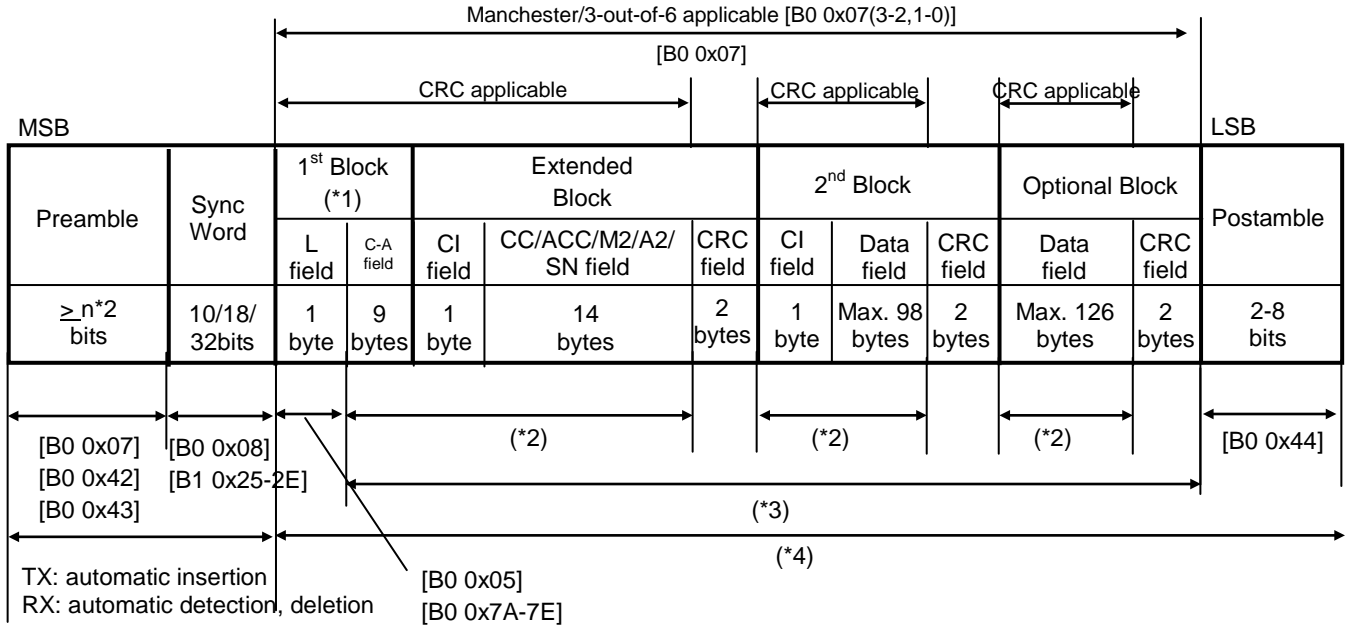 Manchester/3-out-of-6 applicable [B0 0x07(3-2,1-0)]
[B0 0x07]
CRC applicable
CRC applicable
CRC applicable
MSB
LSB
Preamble
Sync
Word
1st Block
(*1)
Extended
Block
2nd Block
Optional Block
Postamble
L
field
C-A
field
CI
field
CC/ACC/M2/A2/
SN field
CRC
field
CI
field
Data
field
CRC
field
Data
field
CRC
field
≥ n*2
bits
10/18/
32bits
1
byte
9
bytes
1
byte
14
bytes
2
bytes
1
byte
Max. 98
bytes
2
bytes
Max. 126
bytes
2
bytes
2-8
bits
[B0 0x07]
[B0 0x42]
[B0 0x43]
[B0 0x08]
[B1 0x25-2E]
(*2)
(*2)
(*2)
[B0 0x44]
(*3)
(*4)
TX: automatic insertion
RX: automatic detection, deletion
[B0 0x05]
[B0 0x7A-7E]